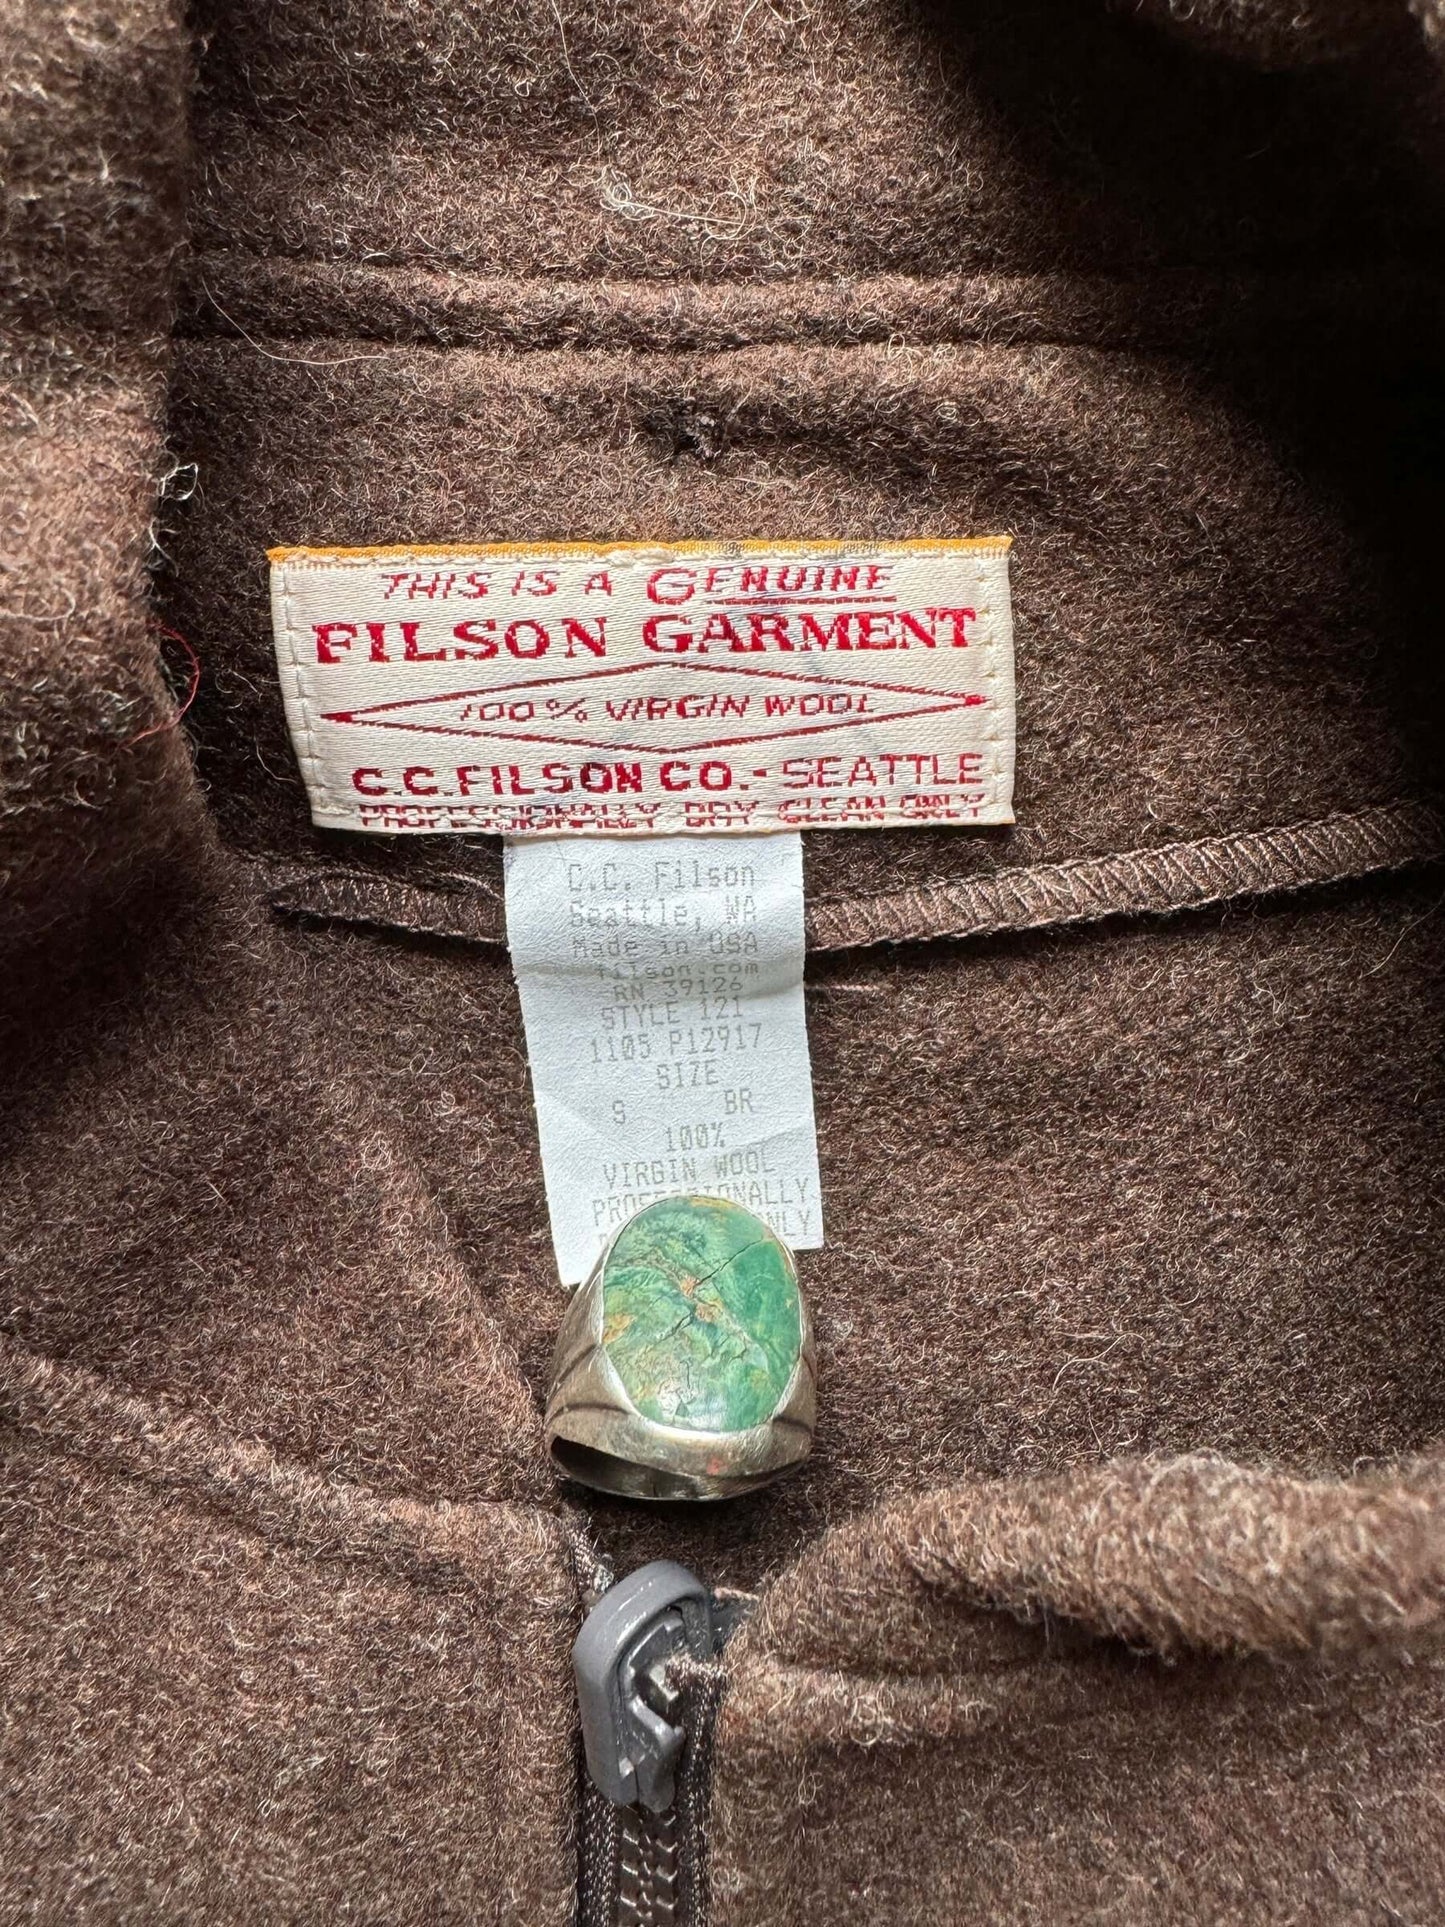 THIS IS A GENUINE
FILSON GARMENT
100% VIRGIN WOOL
C.C. FILSON CO. - SEATTLE
PROFESSIONALLY DRY CLEAN ONLY
C.C. Filson
Seattle, WA
Made in USA
filson.com
RN 39126
STYLE 121
1105 P12917
SIZE
S BR
100%
VIRGIN WOOL